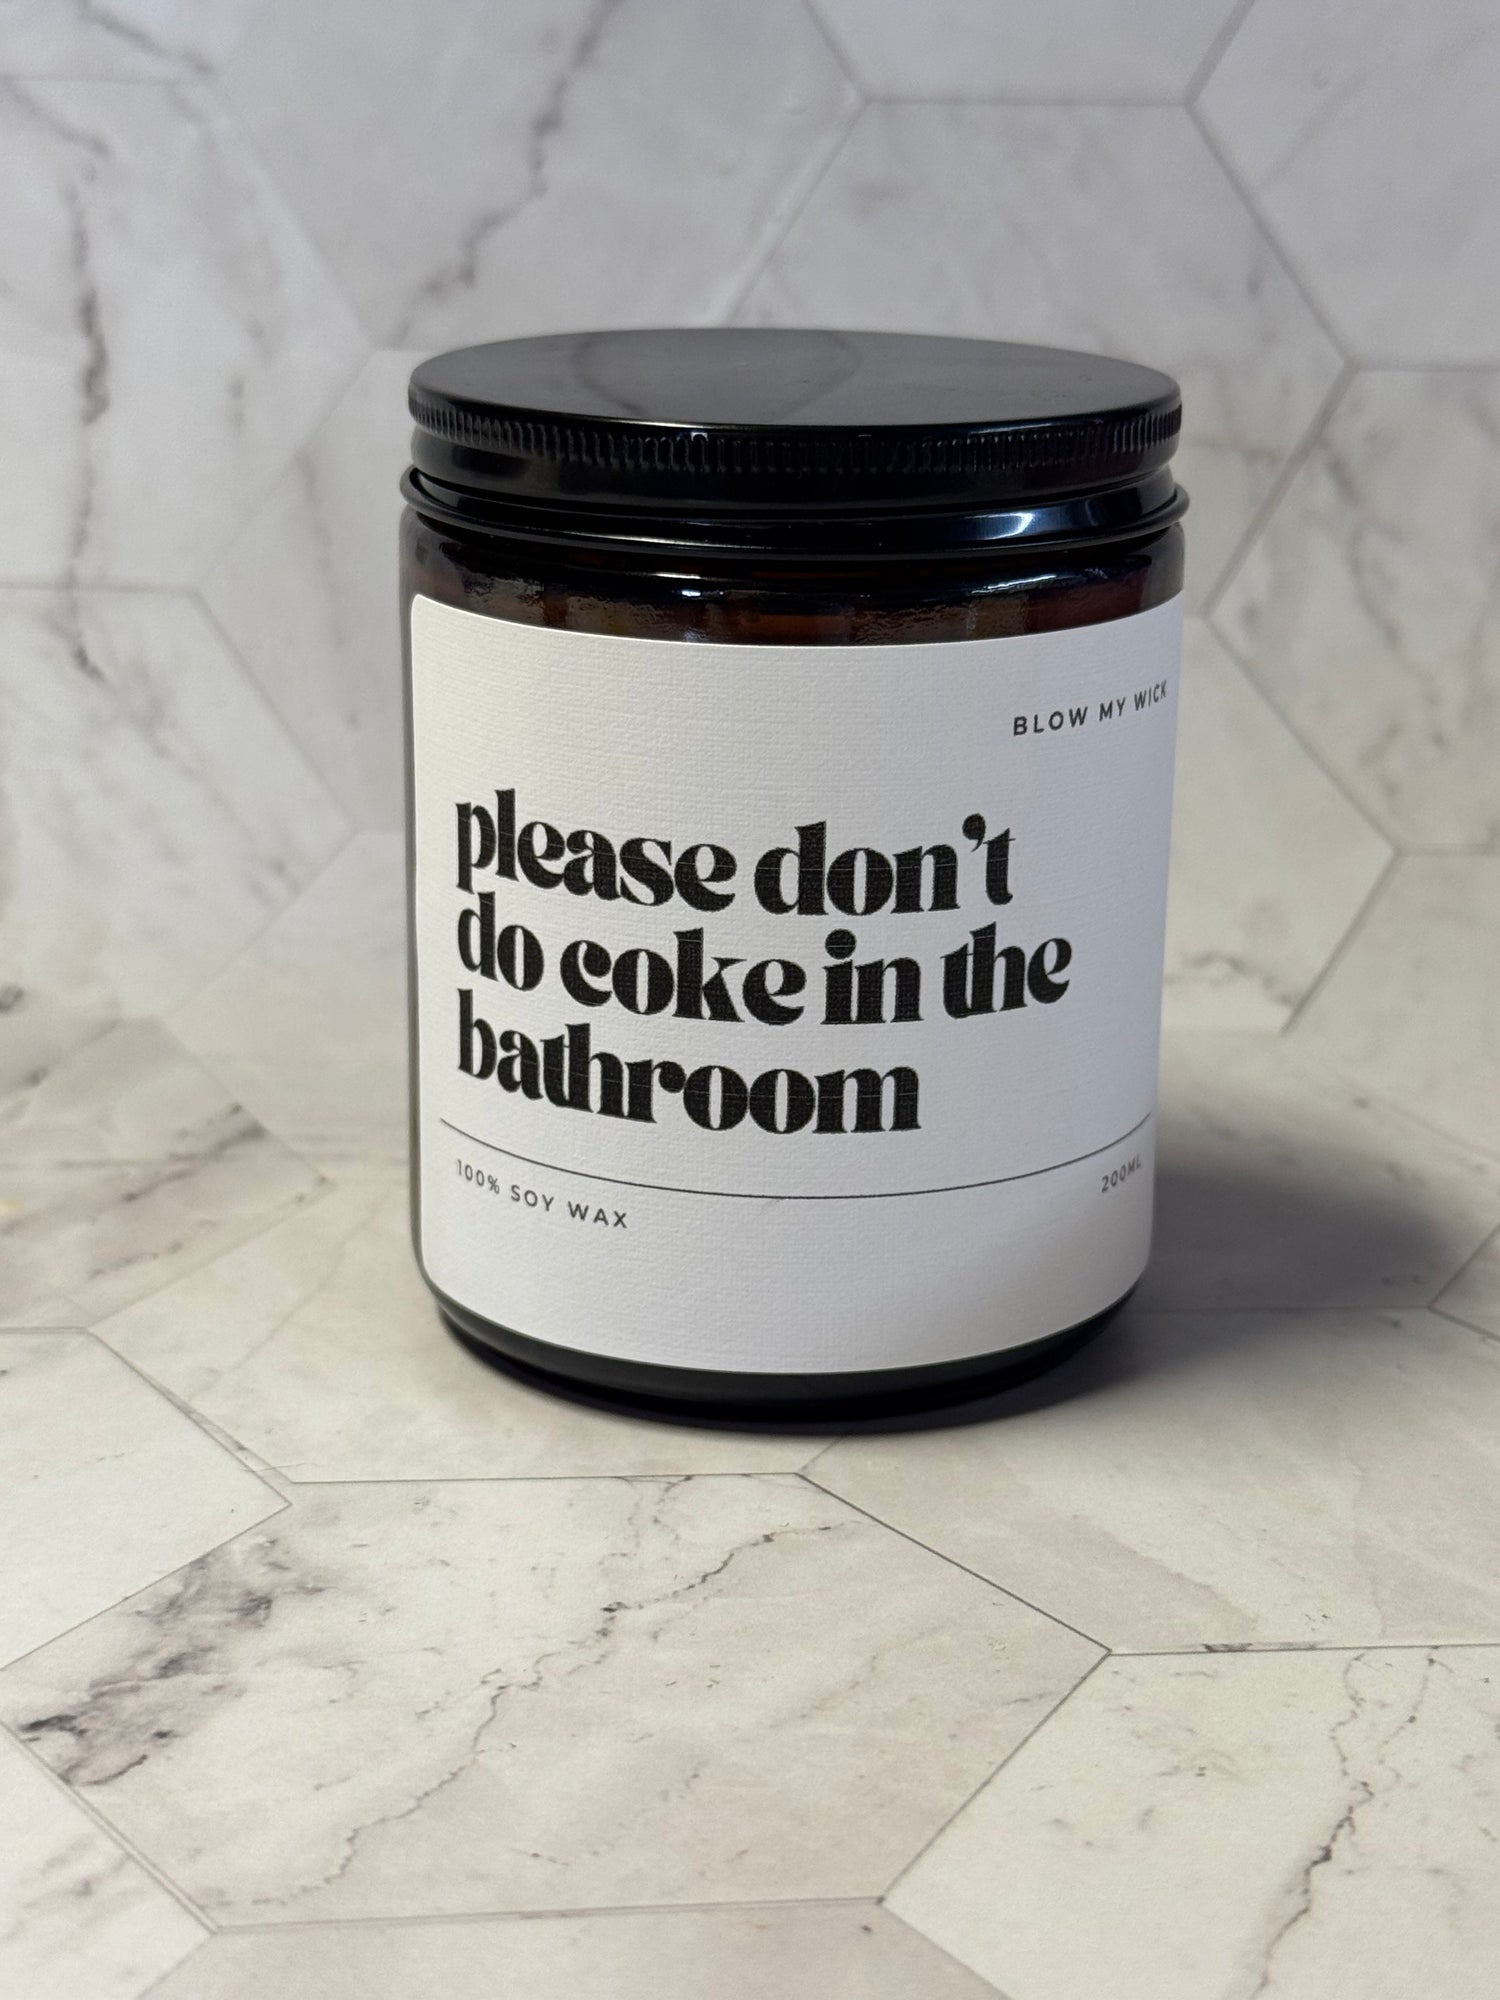 BLOW MY WICK
please don't
do coke in the
bathroom
100% SOY WAX
200ML